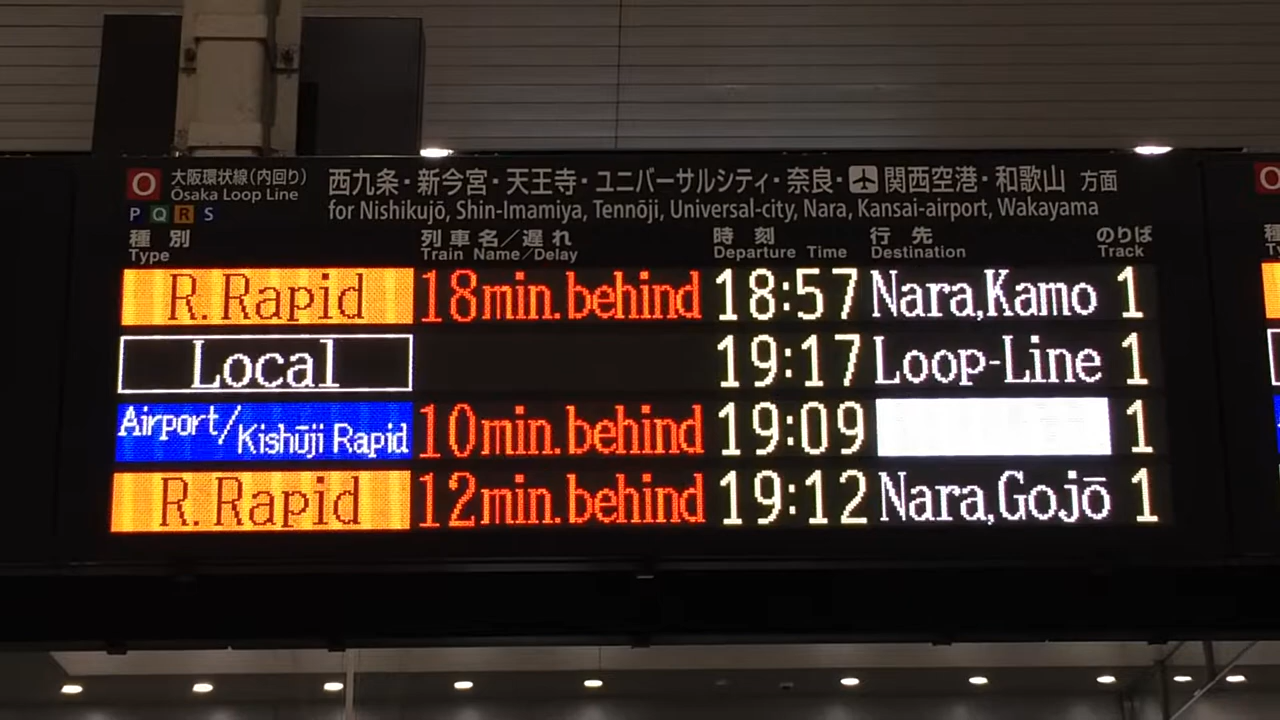 O 大阪環状線(内回り) 西九条・新今宮・天王寺・ユニバーサルシティ・奈良・関西空港・和歌山 方面
Ōsaka Loop Line for Nishikujō, Shin-Imamiya, Tennōji, Universal-city, Nara, Kansai-airport, Wakayama
P Q R S
種別 列車名/遅れ 時刻 行先 のりば
Type Train Name/Delay Departure Time Destination Track
R.Rapid 18min.behind 18:57 Nara,Kamo 1
Local 19:17 Loop-Line 1
Airport/Kishūji Rapid 10min.behind 19:09 1
R.Rapid 12min.behind 19:12 Nara,Gojō 1